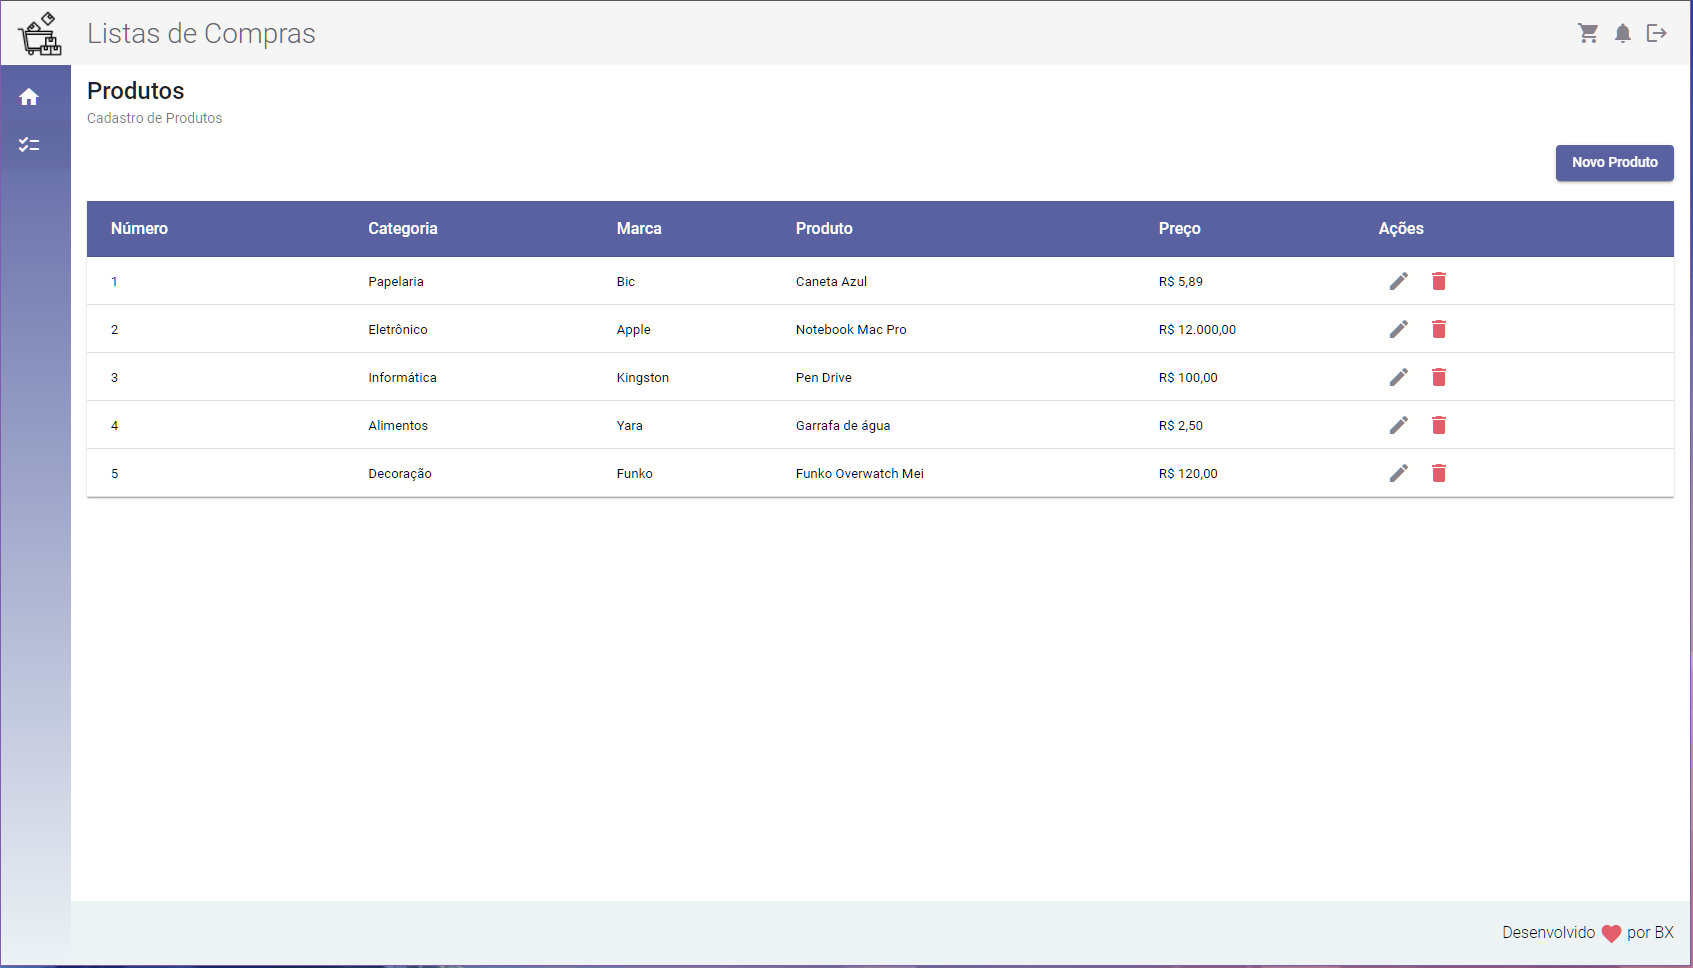 Listas de Compras
Produtos
Cadastro de Produtos
Novo Produto
Número Categoria Marca Produto Preço Ações
1 Papelaria Bic Caneta Azul R$ 5,89
2 Eletrônico Apple Notebook Mac Pro R$ 12.000,00
3 Informática Kingston Pen Drive R$ 100,00
4 Alimentos Yara Garrafa de água R$ 2,50
5 Decoração Funko Funko Overwatch Mei R$ 120,00
Desenvolvido por BX